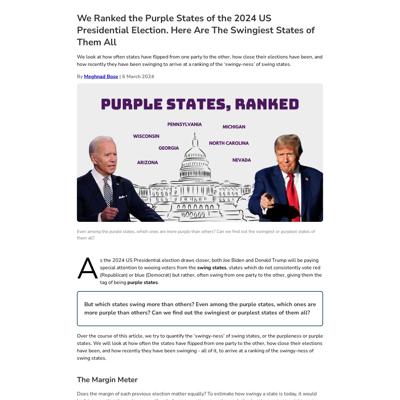 We Ranked the Purple States of the 2024 US
Presidential Election. Here Are The Swingiest States of
Them All
We look at how often states have flipped from one party to the other, how close their elections have been, and
how recently they have been swinging to arrive at a ranking of the 'swingy-ness' of swing states.
By Meghnad Bose | 6 March 2024
PURPLE STATES, RANKED
PENNSYLVANIA
MICHIGAN
WISCONSIN
NORTH CAROLINA
GEORGIA
ARIZONA
NEVADA
Even among the purple states, which ones are more purple than others? Can we find out the swingiest or purplest states of
them all?
As the 2024 US Presidential election draws closer, both Joe Biden and Donald Trump will be paying
special attention to wooing voters from the swing states, states which do not consistently vote red
(Republican) or blue (Democrat) but rather, often swing from one party to the other, giving them the
tag of being purple states.
But which states swing more than others? Even among the purple states, which ones are
more purple than others? Can we find out the swingiest or purplest states of them all?
Over the course of this article, we try to quantify the 'swingy-ness' of swing states, or the purpleness or purple
states. We will look at how often the states have flipped from one party to the other, how close their elections
have been, and how recently they have been swinging - all of it, to arrive at a ranking of the swing-ness of
swing states.
The Margin Meter
Does the margin of each previous election matter equally? To estimate how swingy a state is today, it would